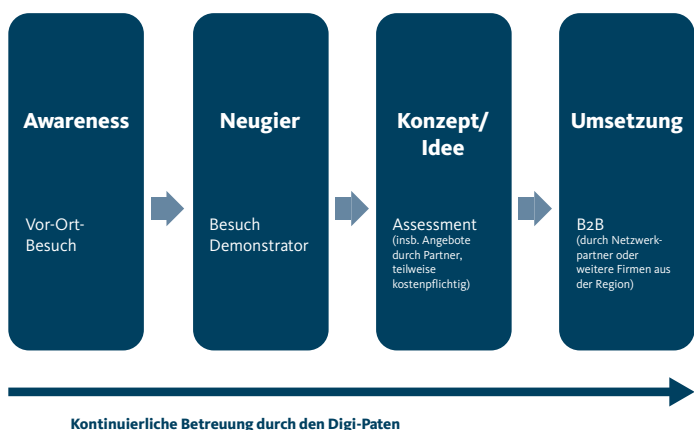 Awareness
Vor-Ort-
Besuch
Neugier
Besuch
Demonstrator
Konzept/
Idee
Assessment
(insb. Angebote
durch Partner,
teilweise
kostenpflichtig)
Umsetzung
B2B
(durch Netzwerk-
partner oder
weitere Firmen aus
der Region)
Kontinuierliche Betreuung durch den Digi-Paten